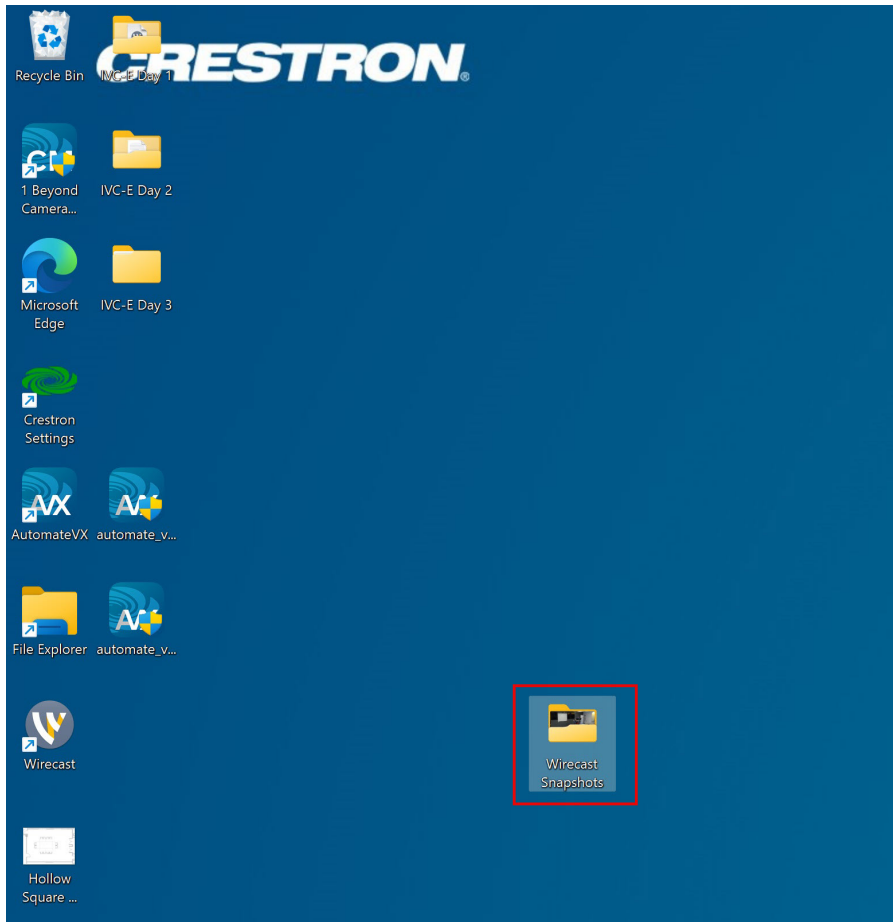 CRESTRON®
Recycle Bin
IVC-E Day 1
1 Beyond
Camera...
IVC-E Day 2
Microsoft
Edge
IVC-E Day 3
Crestron
Settings
AutomateVX
automate_v...
File Explorer
automate_v...
Wirecast
Wirecast
Snapshots
Hollow
Square ...